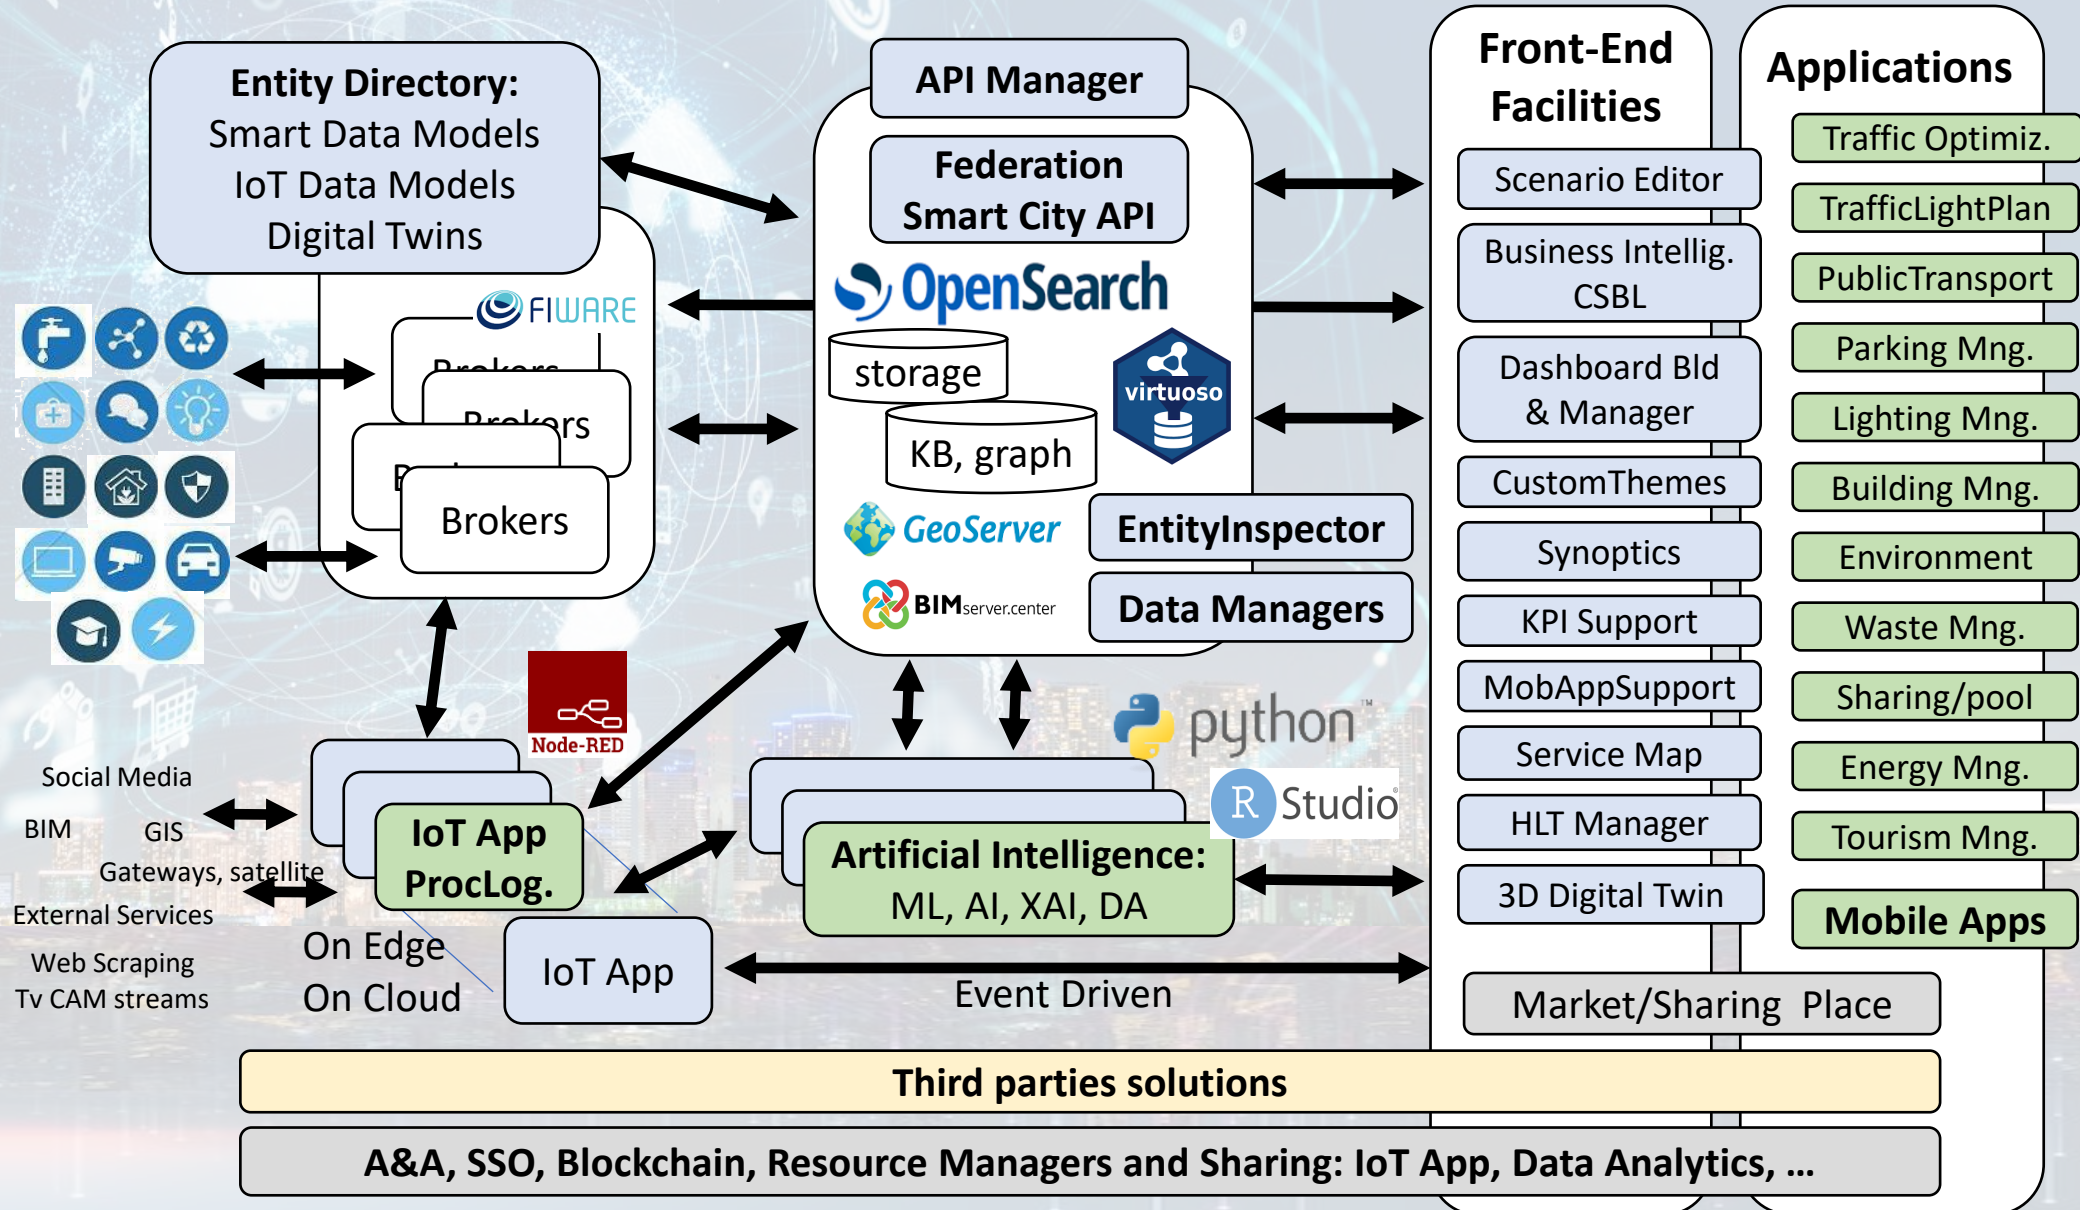 Entity Directory:
Smart Data Models
IoT Data Models
Digital Twins
FIWARE
Brokers
Brokers
Brokers
Social Media
BIM
GIS
Gateways, satellite
External Services
Web Scraping
Tv CAM streams
Node-RED
IoT App
ProcLog.
On Edge
On Cloud
IoT App
API Manager
Federation
Smart City API
OpenSearch
storage
virtuoso
KB, graph
GeoServer
EntityInspector
BIMserver.center
Data Managers
python™
R Studio®
Artificial Intelligence:
ML, AI, XAI, DA
Event Driven
Front-End
Facilities
Scenario Editor
Business Intellig.
CSBL
Dashboard Bld
& Manager
CustomThemes
Synoptics
KPI Support
MobAppSupport
Service Map
HLT Manager
3D Digital Twin
Applications
Traffic Optimiz.
TrafficLightPlan
PublicTransport
Parking Mng.
Lighting Mng.
Building Mng.
Environment
Waste Mng.
Sharing/pool
Energy Mng.
Tourism Mng.
Mobile Apps
Market/Sharing Place
Third parties solutions
A&A, SSO, Blockchain, Resource Managers and Sharing: IoT App, Data Analytics, ...